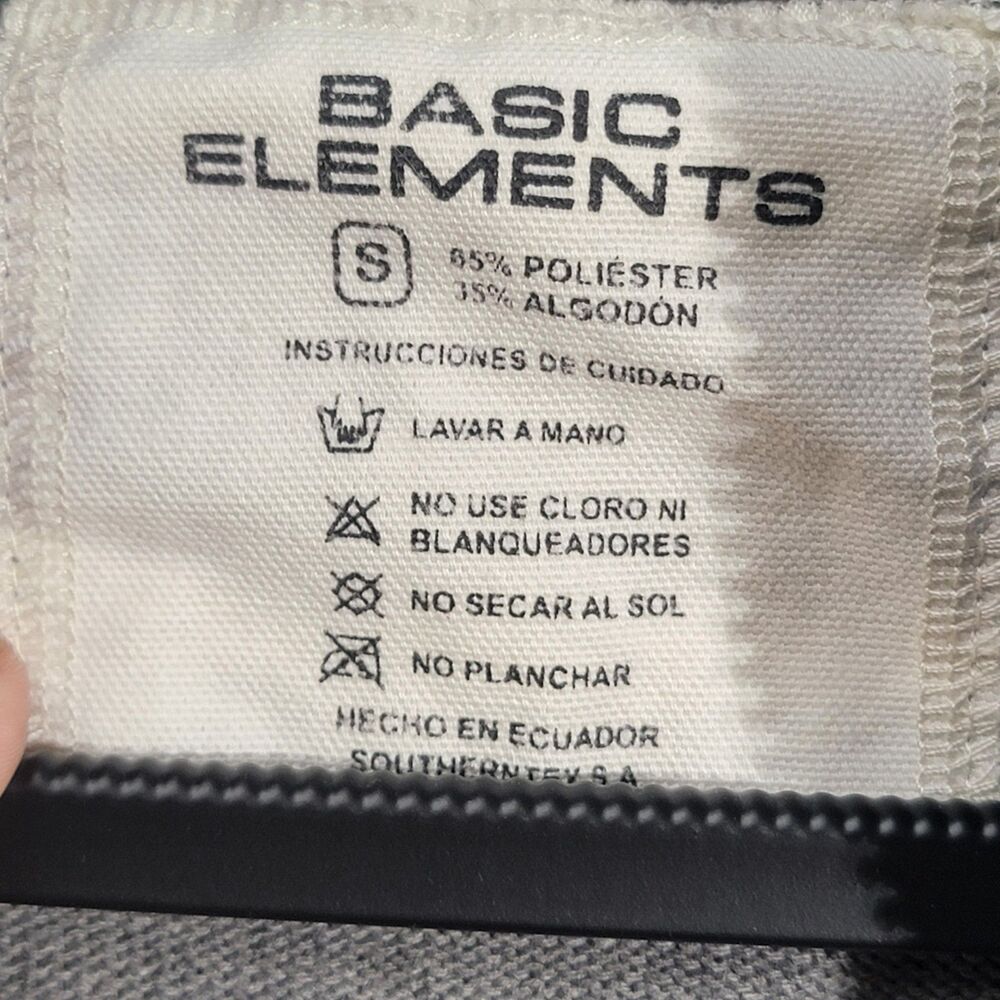 BASIC
ELEMENTS
S
65% POLIÉSTER
35% ALGODÓN
INSTRUCCIONES DE CUIDADO
LAVAR A MANO
NO USE CLORO NI
BLANQUEADORES
NO SECAR AL SOL
NO PLANCHAR
HECHO EN ECUADOR
SOUTHERNTEX S.A